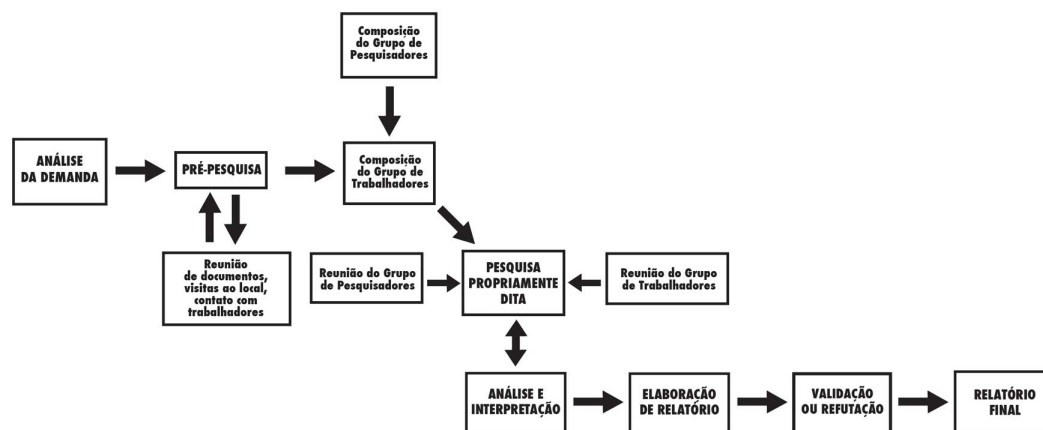 Composição
do Grupo de
Pesquisadores
ANÁLISE
DA DEMANDA
PRÉ-PESQUISA
Composição
do Grupo de
Trabalhadores
Reunião
de documentos,
visitas ao local,
contato com
trabalhadores
Reunião do Grupo
de Pesquisadores
PESQUISA
PROPRIAMENTE
DITA
Reunião do Grupo
de Trabalhadores
ANÁLISE E
INTERPRETAÇÃO
ELABORAÇÃO
DE RELATÓRIO
VALIDAÇÃO
OU REFUTAÇÃO
RELATÓRIO
FINAL